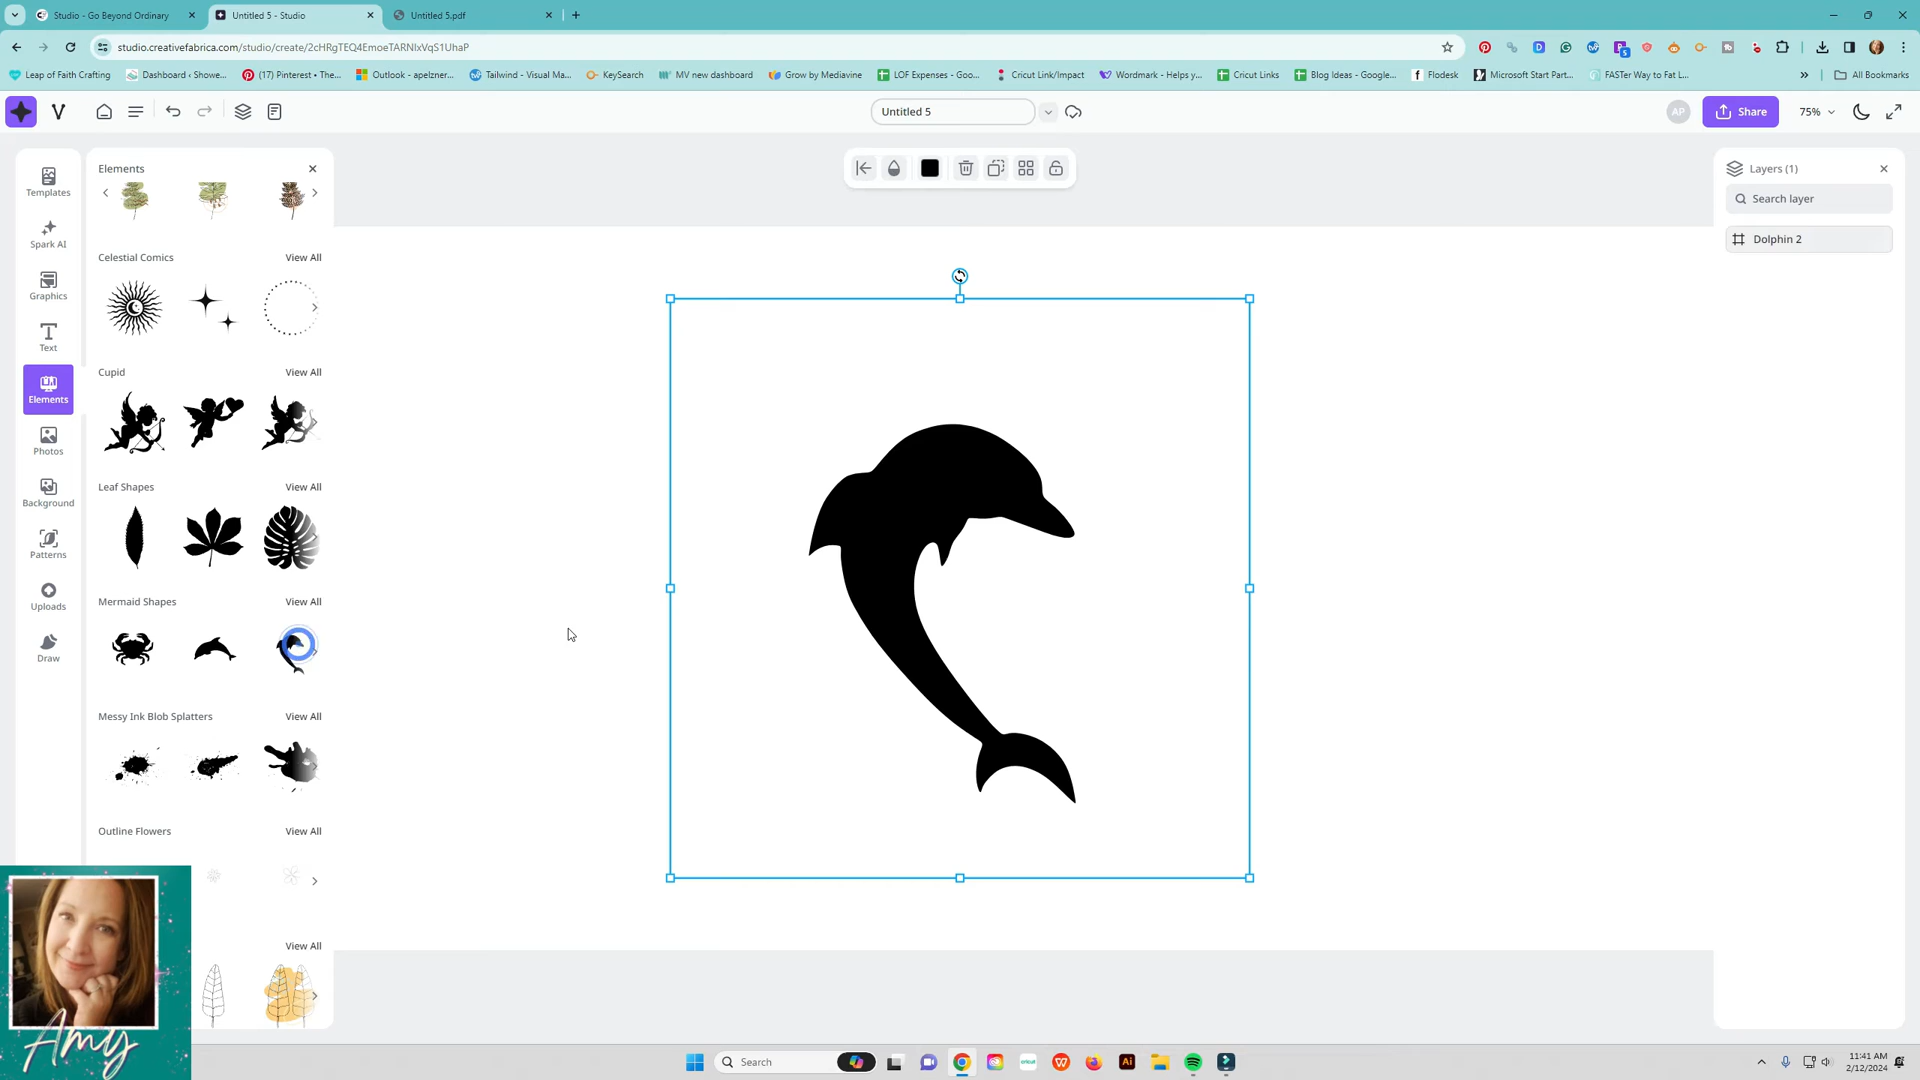 Studio - Go Beyond Ordinary
Untitled 5 - Studio
Untitled 5.pdf
studio.creativefabrica.com/studio/create/2cHRgTEQ4EmoeTARNlxVqS1UhaP
Leap of Faith Crafting
Dashboard ‹ Showe...
(17) Pinterest • The...
Outlook - apelzner...
Tailwind - Visual Ma...
KeySearch
MV new dashboard
Grow by Mediavine
LOF Expenses - Goo...
Cricut Link/Impact
Wordmark - Helps y...
Cricut Links
Blog Ideas - Google...
Flodesk
Microsoft Start Part...
FASTer Way to Fat L...
All Bookmarks
Untitled 5
AP
Share
75%
Templates
Spark AI
Graphics
Text
Elements
Photos
Background
Patterns
Uploads
Draw
Elements
Celestial Comics View All
Cupid View All
Leaf Shapes View All
Mermaid Shapes View All
Messy Ink Blob Splatters View All
Outline Flowers View All
View All
Layers (1)
Search layer
Dolphin 2
Amy
Search
11:41 AM
2/12/2024